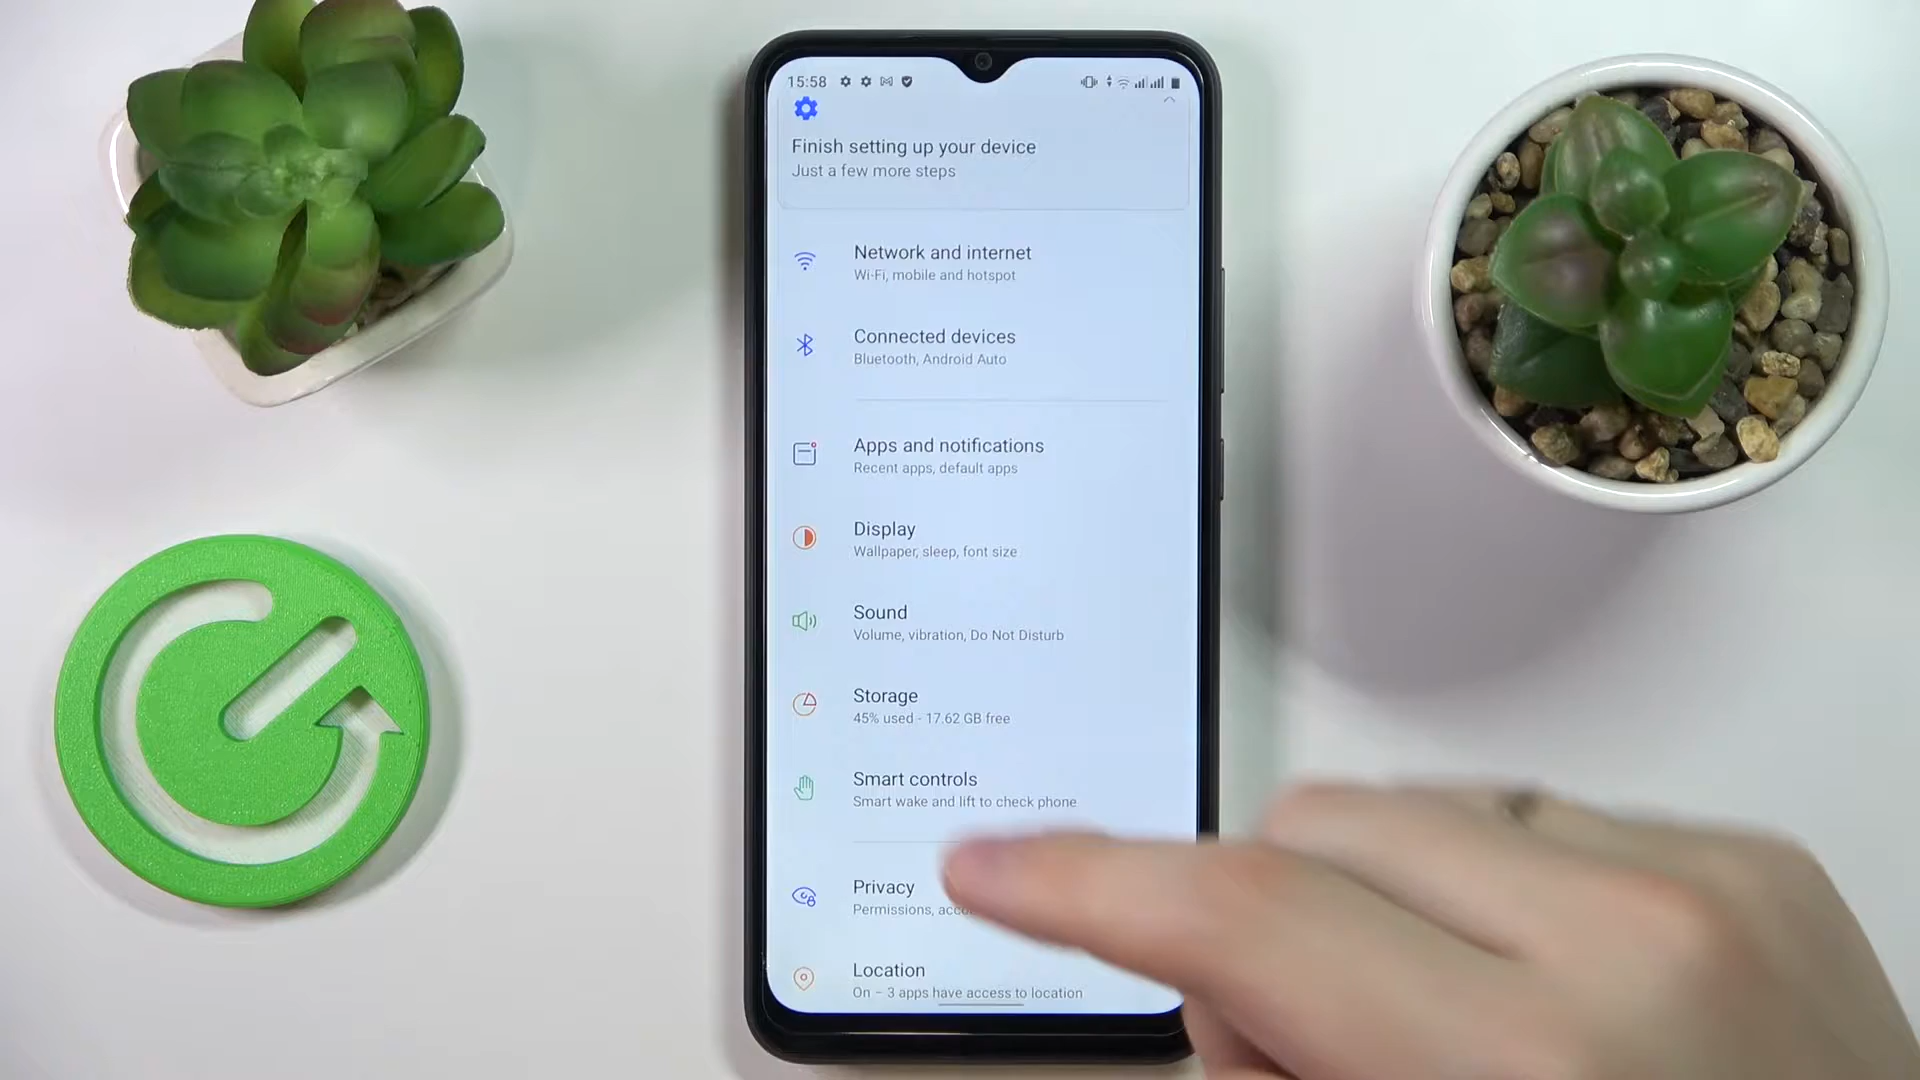 15:58
Finish setting up your device
Just a few more steps
Network and internet
Wi-Fi, mobile and hotspot
Connected devices
Bluetooth, Android Auto
Apps and notifications
Recent apps, default apps
Display
Wallpaper, sleep, font size
Sound
Volume, vibration, Do Not Disturb
Storage
45% used - 17.62 GB free
Smart controls
Smart wake and lift to check phone
Privacy
Permissions,
Location
On – 3 apps have access to location